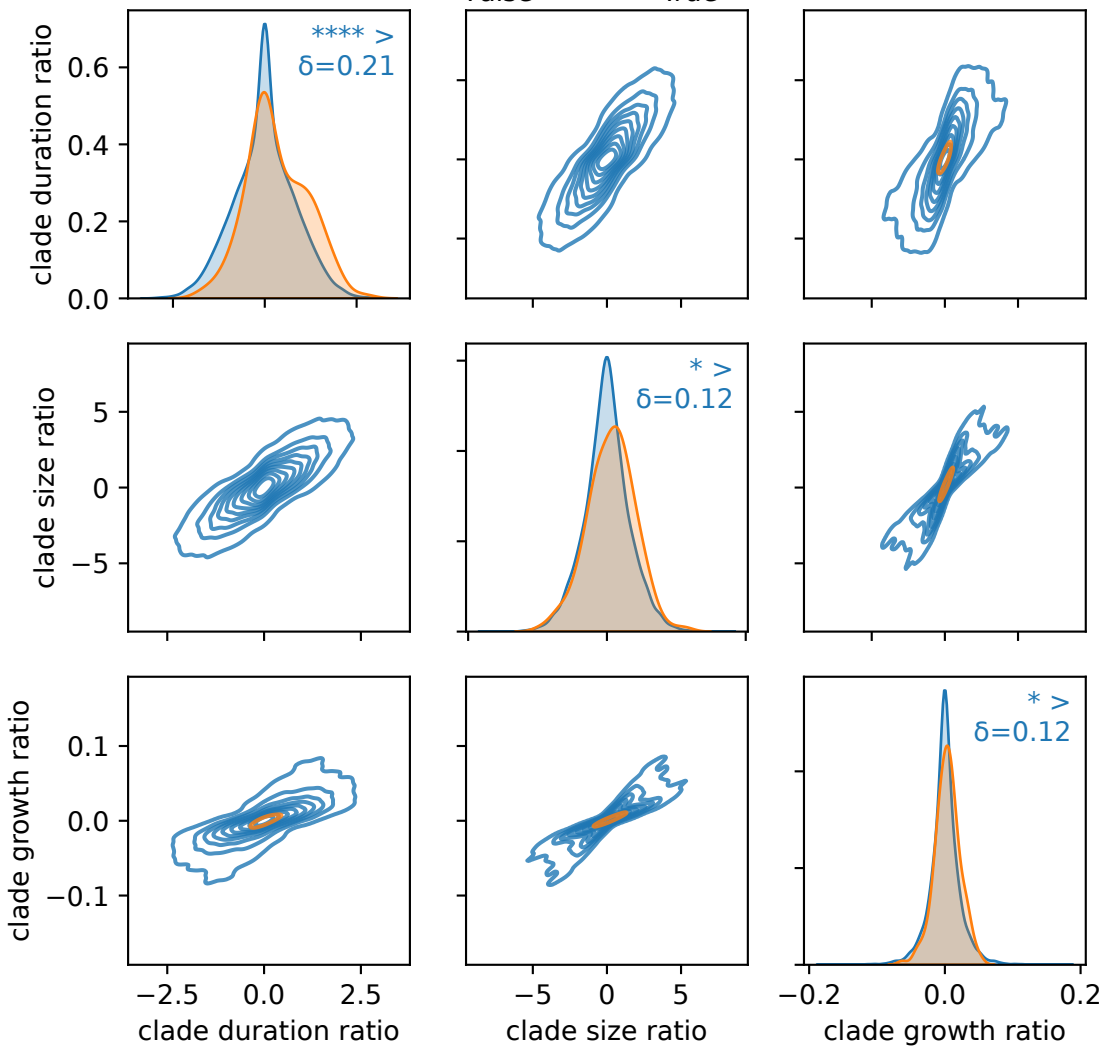 False True
clade duration ratio
0.6
0.4
0.2
0.0
**** >
δ=0.21
clade size ratio
5
0
−5
* >
δ=0.12
clade growth ratio
0.1
0.0
−0.1
* >
δ=0.12
−2.5 0.0 2.5
−5 0 5
−0.2 0.0 0.2
clade duration ratio
clade size ratio
clade growth ratio